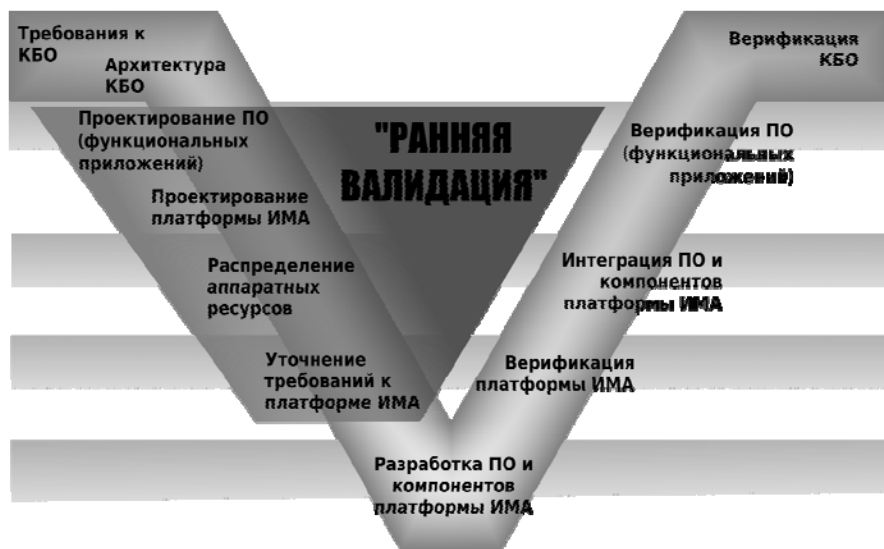 Требования к
КБО
Архитектура
КБО
Проектирование ПО
(функциональных
приложений)
Проектирование
платформы ИМА
Распределение
аппаратных
ресурсов
Уточнение
требований к
платформе ИМА
"РАННЯЯ
ВАЛИДАЦИЯ"
Разработка ПО и
компонентов
платформы ИМА
Верификация
платформы ИМА
Интеграция ПО и
компонентов
платформы ИМА
Верификация ПО
(функциональных
приложений)
Верификация
КБО